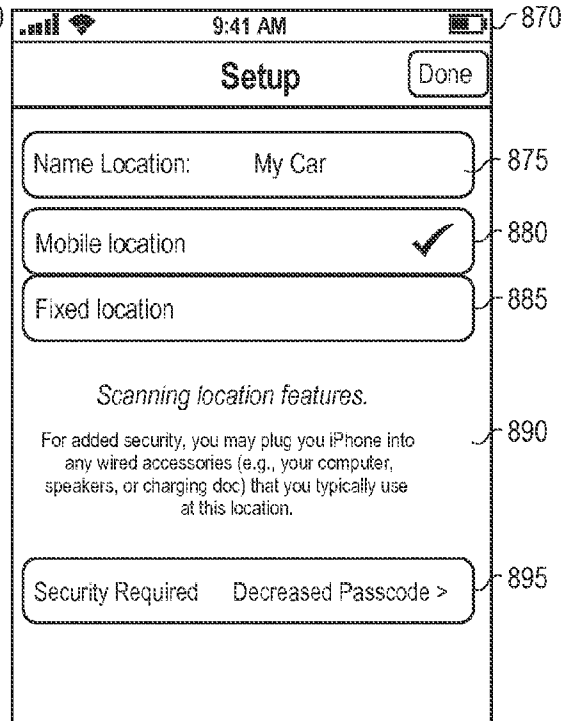 9:41 AM 870
Setup Done
Name Location: My Car 875
Mobile location 880
Fixed location 885
Scanning location features.
For added security, you may plug you iPhone into 890
any wired accessories (e.g., your computer,
speakers, or charging doc) that you typically use
at this location.
Security Required Decreased Passcode > 895